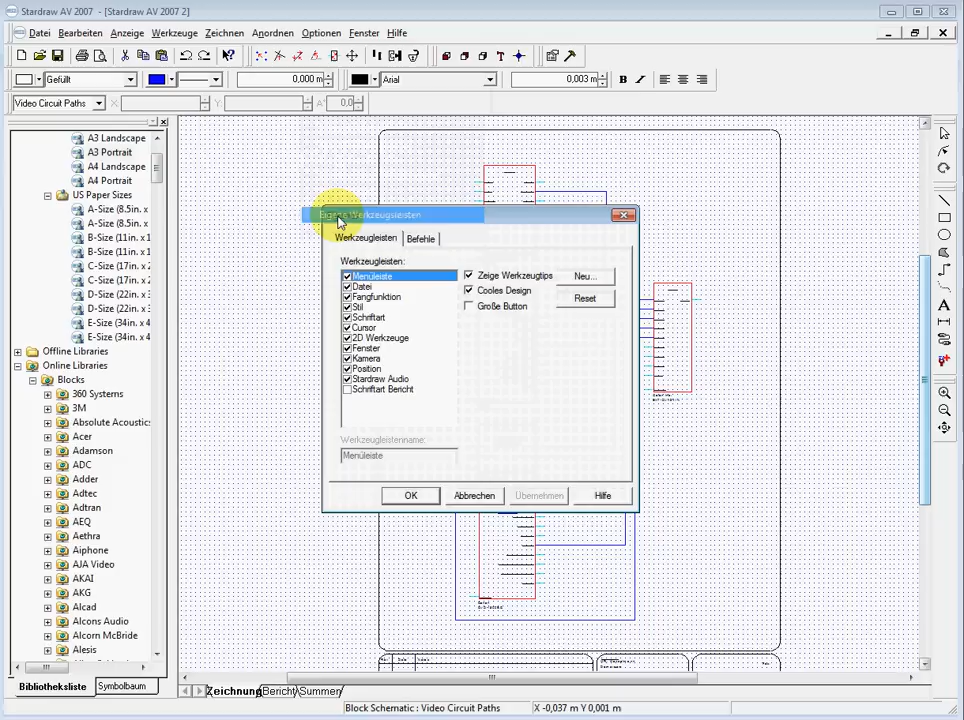 Stardraw AV 2007 - [Stardraw AV 2007 2]
Datei Bearbeiten Anzeige Werkzeuge Zeichnen Anordnen Optionen Fenster Hilfe
Gefüllt 0,000 m Arial 0,003 m B I
Video Circuit Paths X: Y: A° 0.0
A3 Landscape
A3 Portrait
A4 Landscape
A4 Portrait
US Paper Sizes
A-Size (8.5in. x
A-Size (8.5in. x
B-Size (11in. x 1
B-Size (11in. x 1
C-Size (17in. x 2
C-Size (17in. x 2
D-Size (22in. x 3
D-Size (22in. x 3
E-Size (34in. x 4
E-Size (34in. x 4
Offline Libraries
Online Libraries
Blocks
360 Systems
3M
Absolute Acoustics
Acer
Adamson
ADC
Adder
Adtec
Adtran
AEQ
Aethra
Aiphone
AJA Video
AKAI
AKG
Alcad
Alcons Audio
Alcorn McBride
Alesis
Bibliotheksliste Symbolbaum
Eigene Werkzeugsleisten
Werkzeugleisten Befehle
Werkzeugleisten:
Menüleiste
Datei
Fangfunktion
Stil
Schriftart
Cursor
2D Werkzeuge
Fenster
Kamera
Position
Stardraw Audio
Schriftart Bericht
Zeige Werkzeugtips
Cooles Design
Große Button
Neu...
Reset
Werkzeugleistenname:
Menüleiste
OK Abbrechen Übernehmen Hilfe
Zeichnung Bericht Summen
Block Schematic : Video Circuit Paths X -0,037 m Y 0,001 m